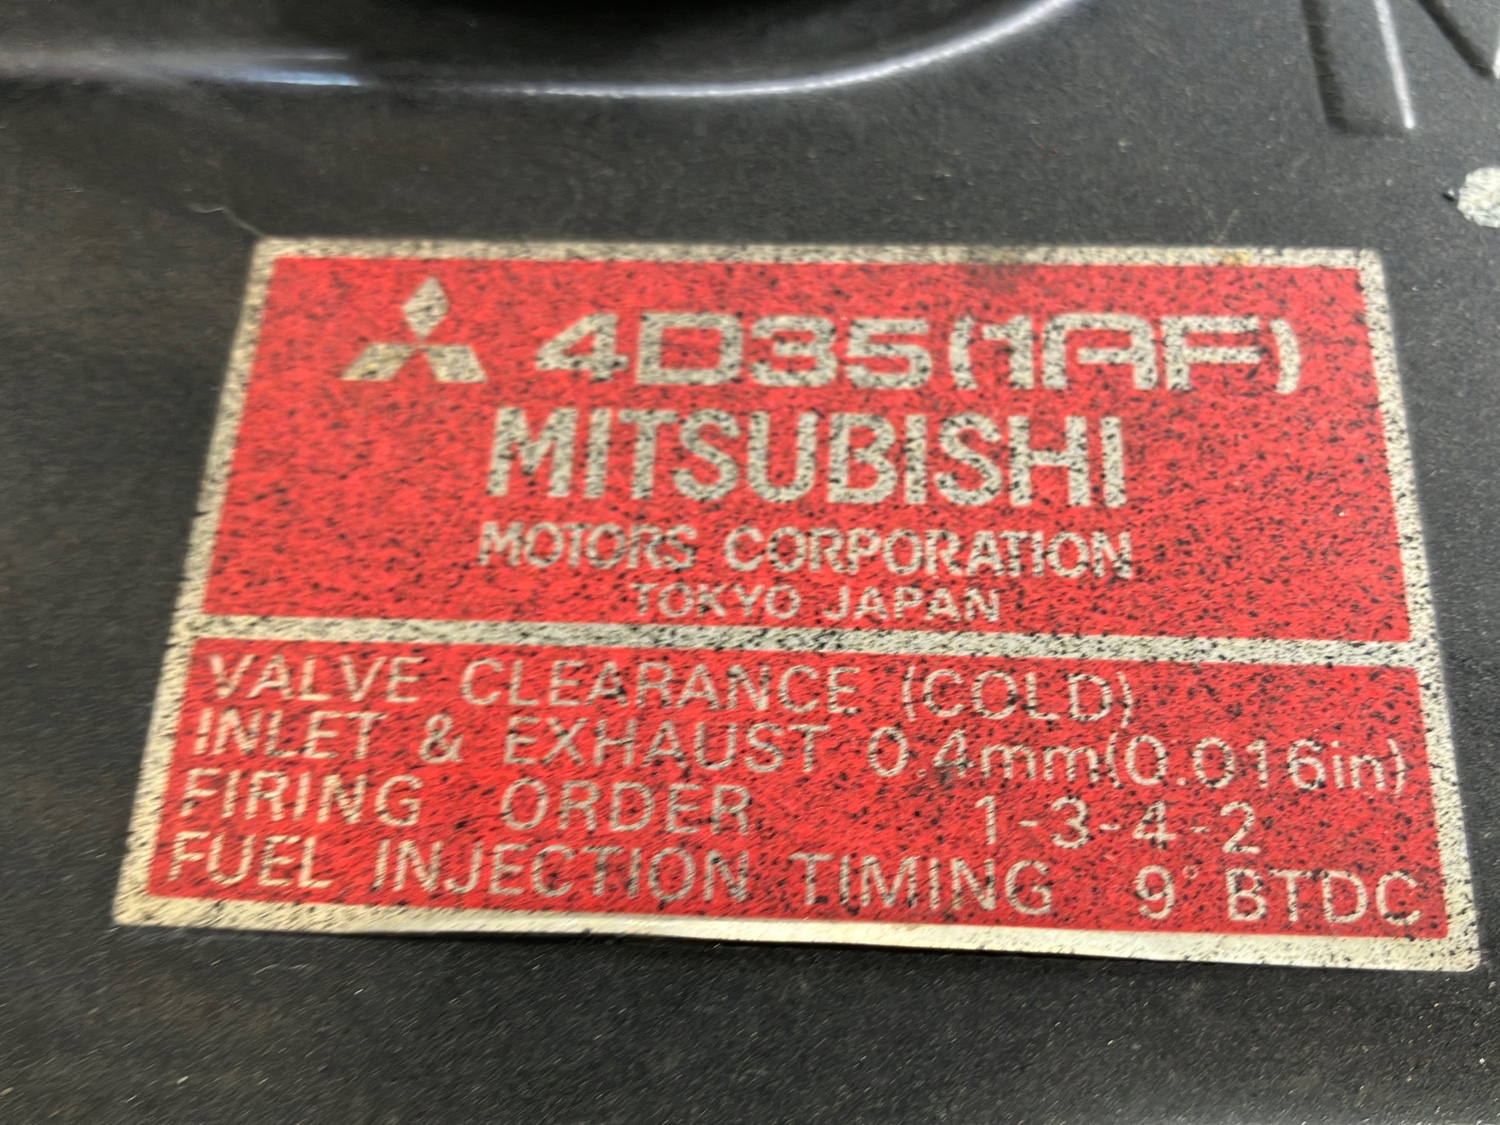 4D35(1AF)
MITSUBISHI
MOTORS CORPORATION
TOKYO JAPAN
VALVE CLEARANCE (COLD)
INLET & EXHAUST 0.4mm(0.016in)
FIRING ORDER 1-3-4-2
FUEL INJECTION TIMING 9° BTDC